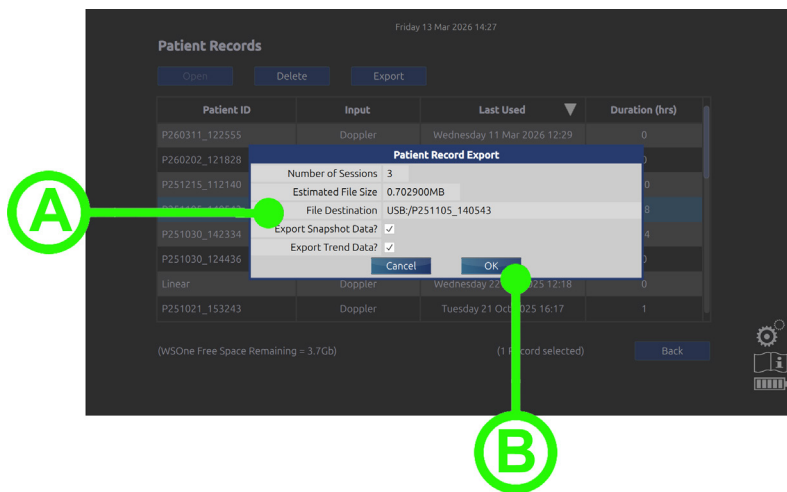 Friday 13 Mar 2026 14:27
Patient Records
Open Delete Export
Patient ID Input Last Used Duration (hrs)
P260311_122555 Doppler Wednesday 11 Mar 2026 12:29 0
P260202_121828
Patient Record Export
P251215_112140
Number of Sessions 3
Estimated File Size 0.702900MB
A
File Destination USB:/P251105_140543
8
P251030_142334
Export Snapshot Data?
4
Export Trend Data?
P251030_124436
Cancel OK
Linear Doppler Wednesday 22 2025 12:18 0
P251021_153243 Doppler Tuesday 21 Oct 2025 16:17 1
(WSOne Free Space Remaining = 3.7Gb) (1 Record selected) Back
i
B